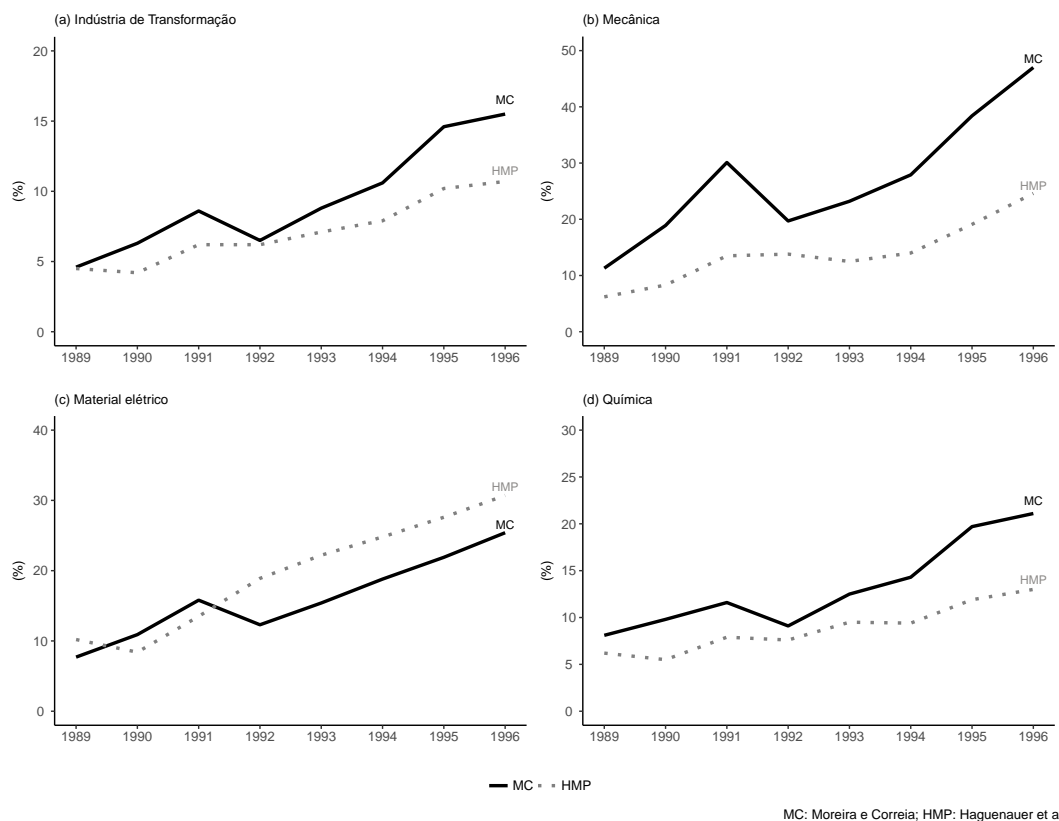 (a) Indústria de Transformação
20
15
10
5
0
(%)
MC
HMP
1989 1990 1991 1992 1993 1994 1995 1996
(b) Mecânica
50
40
30
20
10
0
(%)
MC
HMP
1989 1990 1991 1992 1993 1994 1995 1996
(c) Material elétrico
40
30
20
10
0
(%)
HMP
MC
1989 1990 1991 1992 1993 1994 1995 1996
(d) Química
30
25
20
15
10
5
0
(%)
MC
HMP
1989 1990 1991 1992 1993 1994 1995 1996
MC HMP
MC: Moreira e Correia; HMP: Haguenauer et a